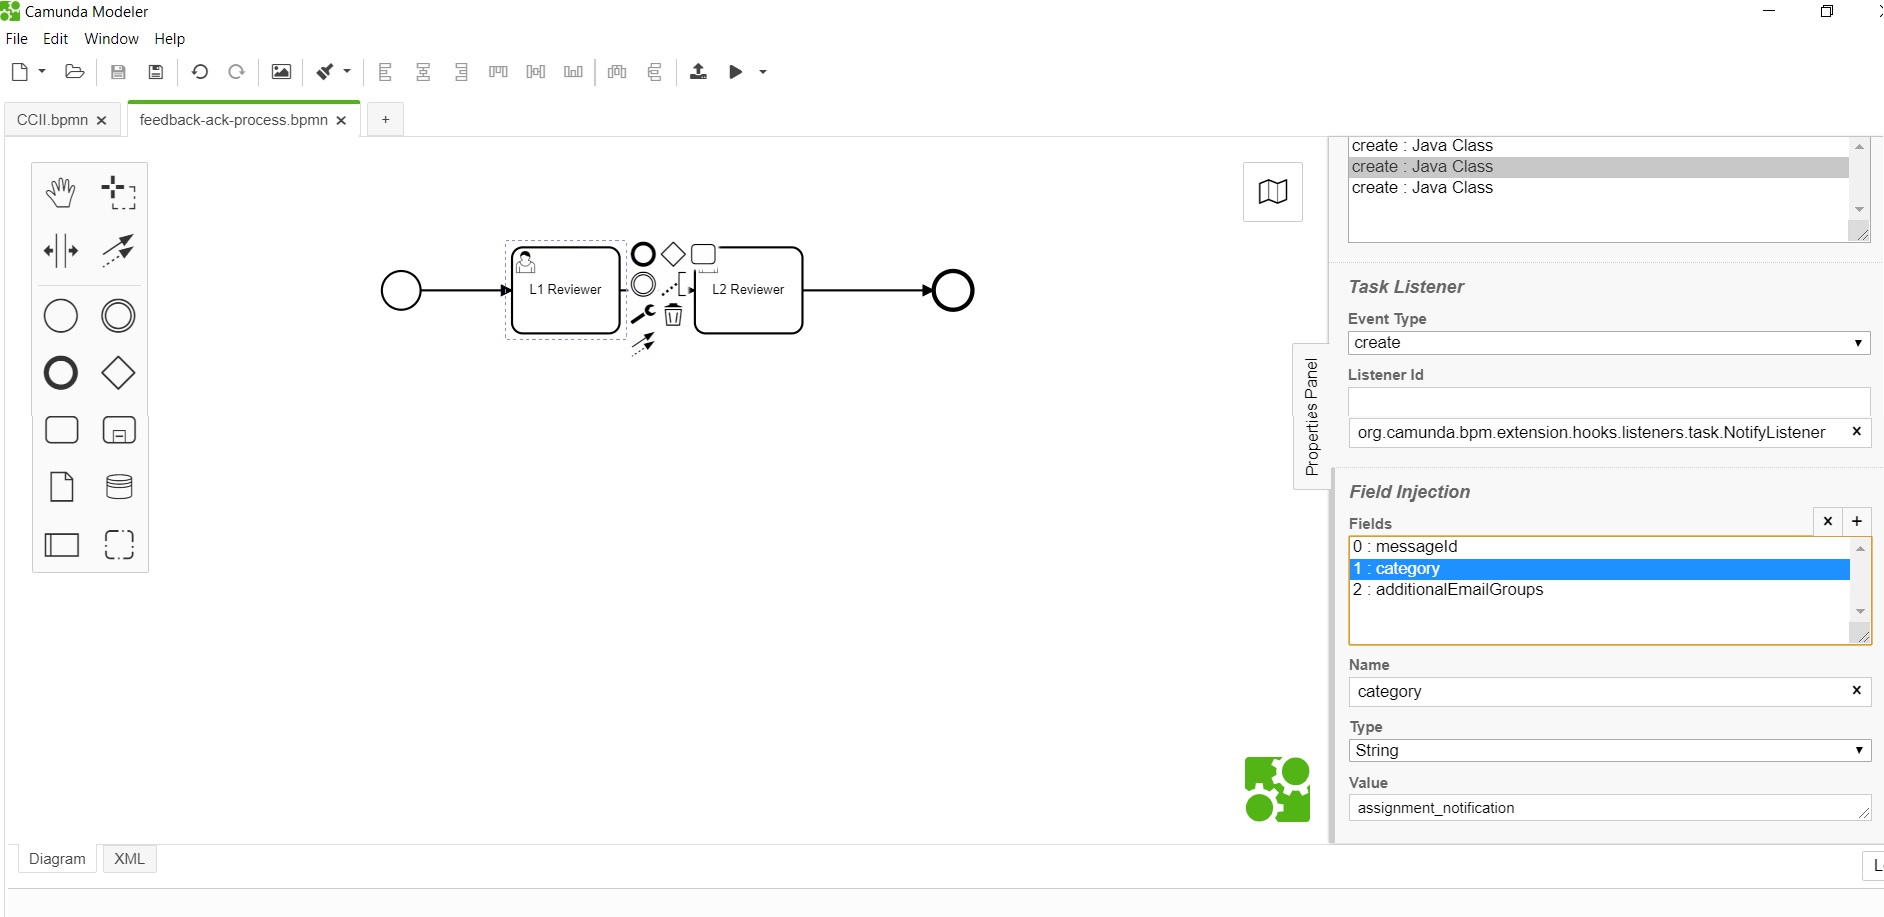 Camunda Modeler
File Edit Window Help
CCII.bpmn × feedback-ack-process.bpmn × +
L1 Reviewer
L2 Reviewer
Properties Panel
create : Java Class
create : Java Class
create : Java Class
Task Listener
Event Type
create
Listener Id
org.camunda.bpm.extension.hooks.listeners.task.NotifyListener ×
Field Injection
Fields × +
0 : messageId
1 : category
2 : additionalEmailGroups
Name
category ×
Type
String
Value
assignment_notification
Diagram XML